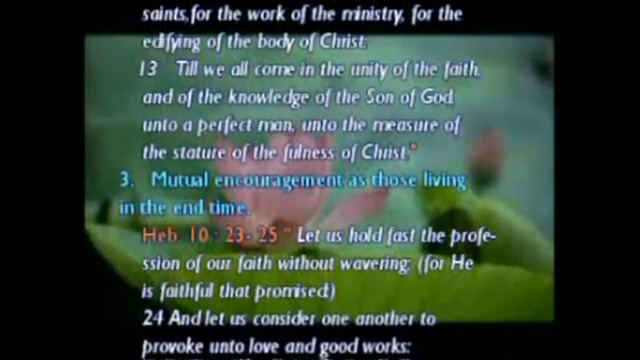 saints,for the work of the ministry, for the
edifying of the body of Christ:
13 Till we all come in the unity of the faith,
and of the knowledge of the Son of God,
unto a perfect man, unto the measure of
the stature of the fulness of Christ."
3. Mutual encouragement as those living
in the end time.
Heb. 10 : 23- 25 " Let us hold fast the profe-
ssion of our faith without wavering; (for He
is faithful that promised;)
24 And let us consider one another to
provoke unto love and good works: